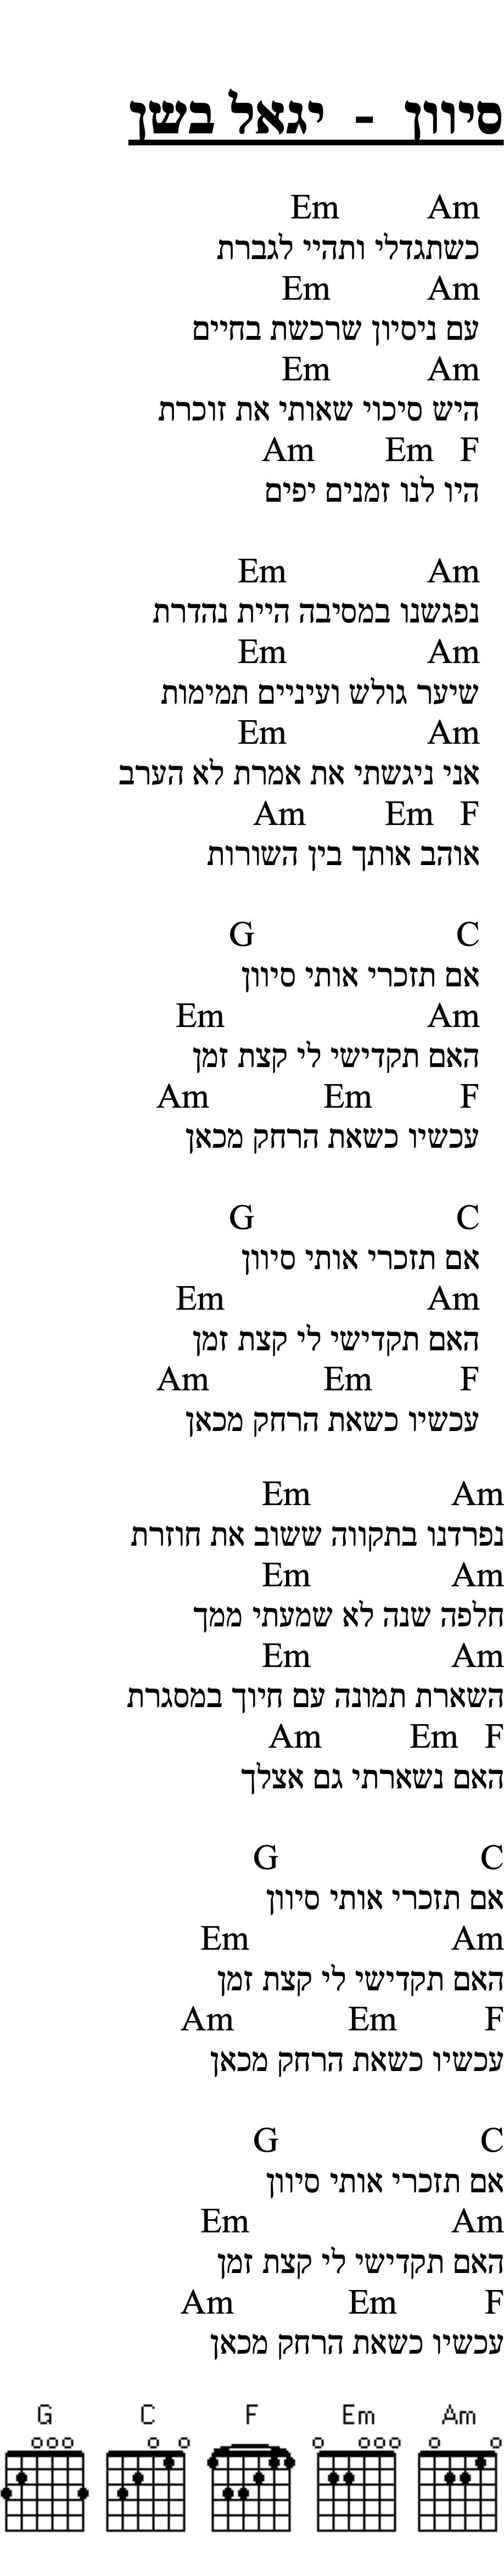 סיוון - יגאל בשן
Am Em
כשתגדלי ותהיי לגברת
Am Em
עם ניסיון שרכשת בחיים
Am Em
היש סיכוי שאותי את זוכרת
F Em Am
היו לנו זמנים יפים
Am Em
נפגשנו במסיבה היית נהדרת
Am Em
שיער גולש ועיניים תמימות
Am Em
אני ניגשתי את אמרת לא הערב
F Em Am
אוהב אותך בין השורות
C G
אם תזכרי אותי סיוון
Am Em
האם תקדישי לי קצת זמן
F Em Am
עכשיו כשאת הרחק מכאן
C G
אם תזכרי אותי סיוון
Am Em
האם תקדישי לי קצת זמן
F Em Am
עכשיו כשאת הרחק מכאן
Am Em
נפרדנו בתקווה ששוב את חוזרת
Am Em
חלפה שנה לא שמעתי ממך
Am Em
השארת תמונה עם חיוך במסגרת
F Em Am
האם נשארתי גם אצלך
C G
אם תזכרי אותי סיוון
Am Em
האם תקדישי לי קצת זמן
F Em Am
עכשיו כשאת הרחק מכאן
C G
אם תזכרי אותי סיוון
Am Em
האם תקדישי לי קצת זמן
F Em Am
עכשיו כשאת הרחק מכאן
G C F Em Am